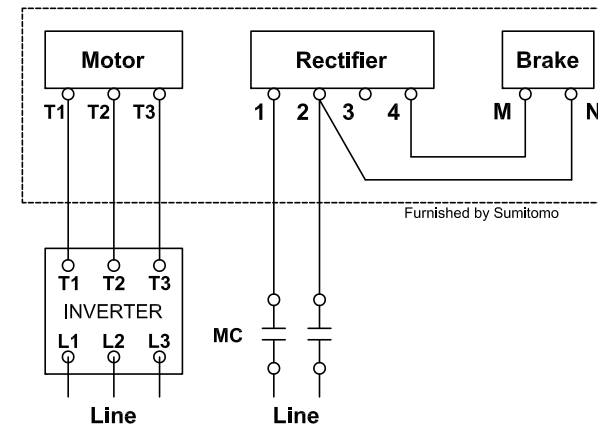 Motor Rectifier Brake
T1 T2 T3 1 2 3 4 M N
Furnished by Sumitomo
T1 T2 T3
INVERTER
L1 L2 L3
MC
Line Line